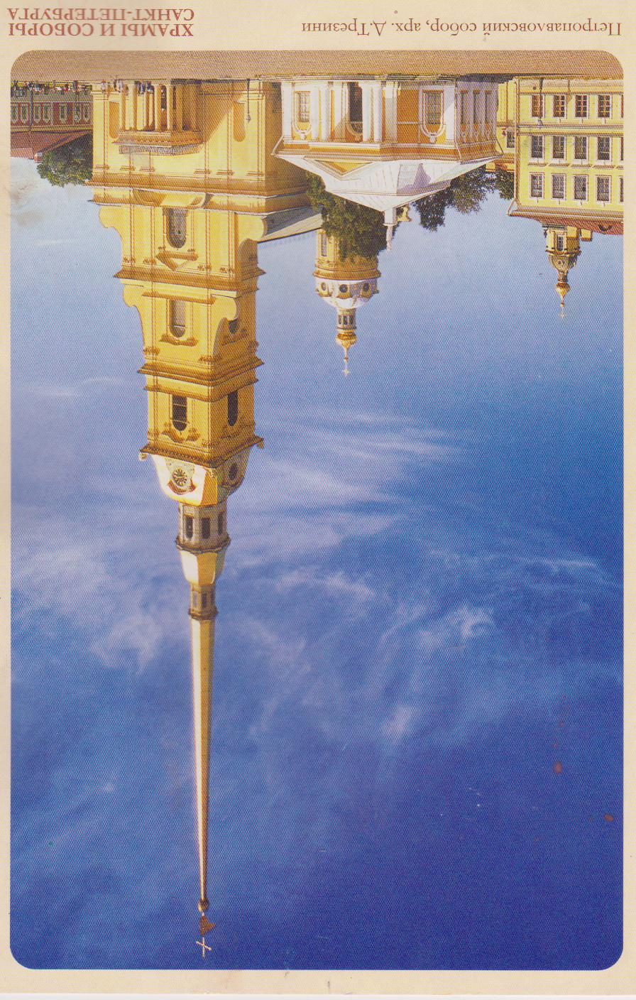 Петропавловский собор, арх. Д.Трезини
ХРАМЫ И СОБОРЫ
САНКТ-ПЕТЕРБУРГА